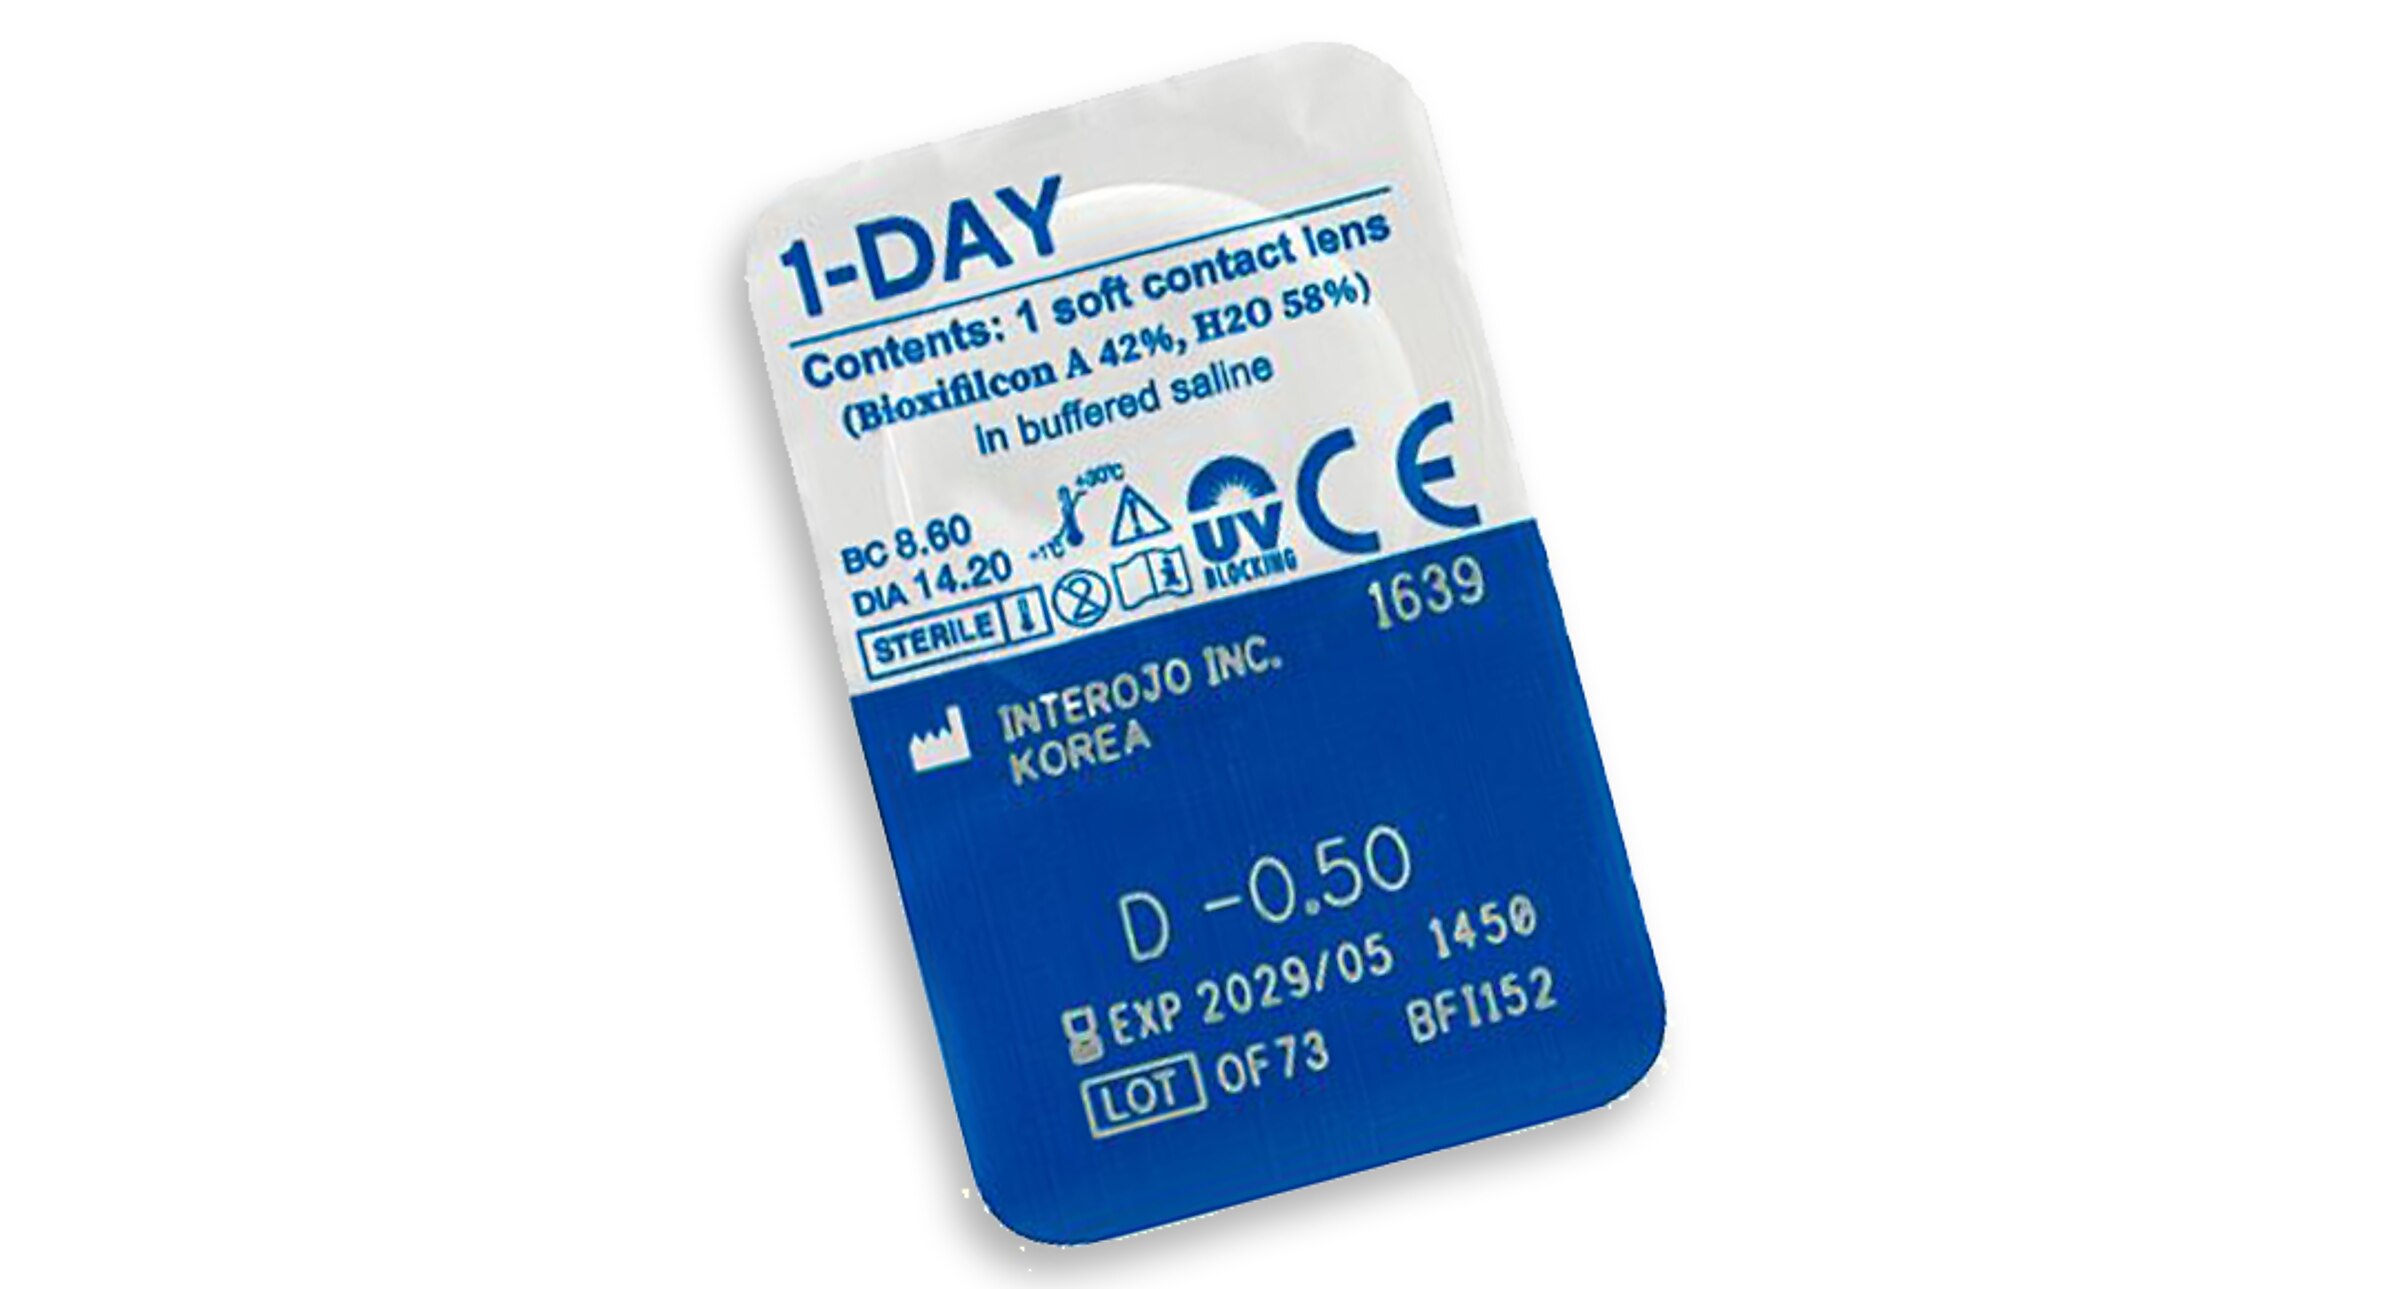 1-DAY
Contents: 1 soft contact lens
(Bioxifilcon A 42%, H2O 58%)
In buffered saline
+30°C
+1°C
BC 8.60
DIA 14.20
STERILE
2
UV
BLOCKING
CE
1639
INTEROJO INC.
KOREA
D -0.50
EXP 2029/05 1450
LOT OF73 BFI152